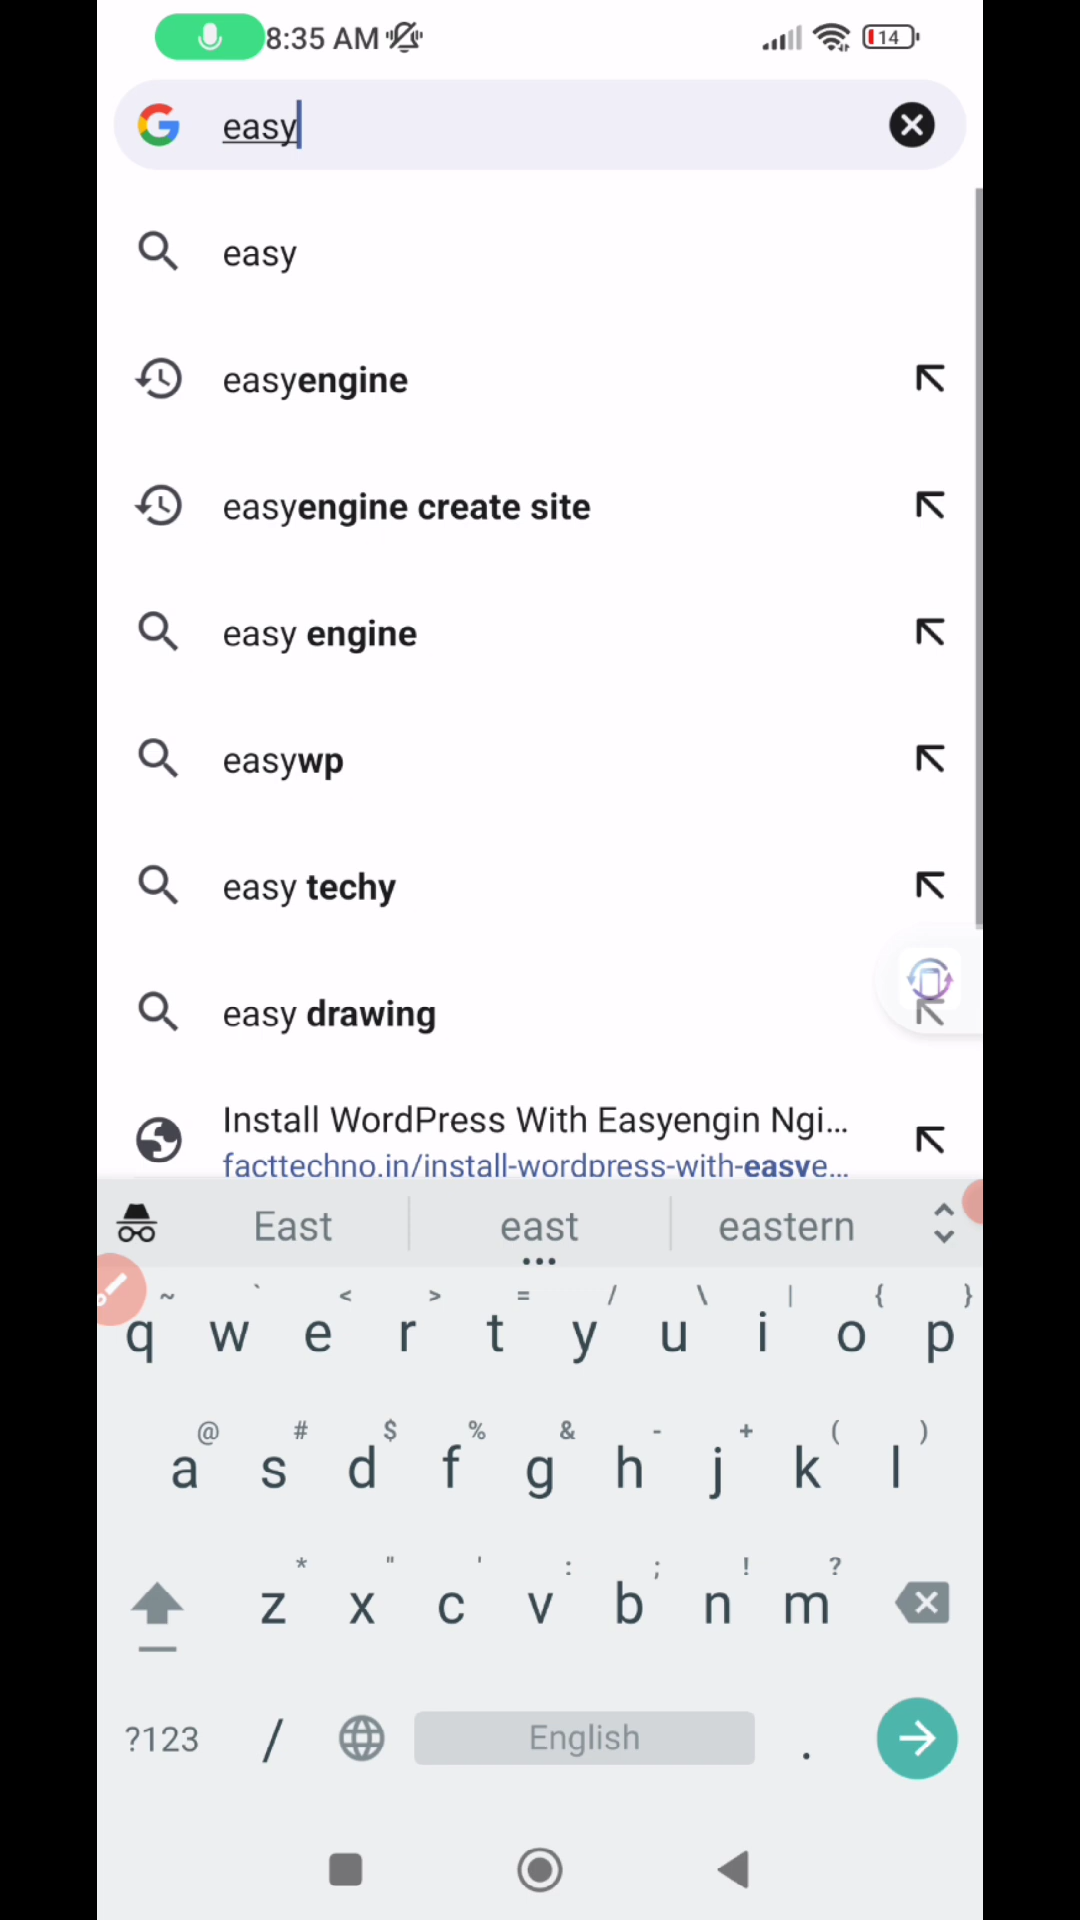 8:35 AM 14
easy
easy
easyengine
easyengine create site
easy engine
easywp
easy techy
easy drawing
Install WordPress With Easyengin Ngi...
facttechno.in/install-wordpress-with-easye...
East east eastern
~ ` < > = / \ | { }
q w e r t y u i o p
@ # $ % & - + ( )
a s d f g h j k l
* " ' : ; ! ?
z x c v b n m
?123 / English .